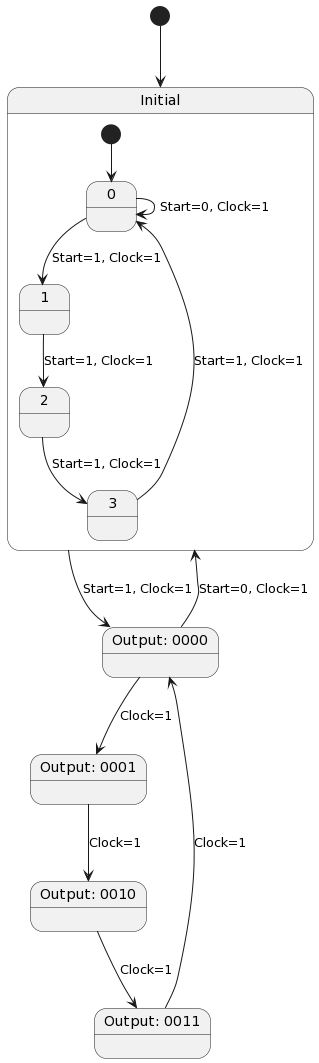 Initial
0
Start=0, Clock=1
Start=1, Clock=1
1
Start=1, Clock=1
Start=1, Clock=1
2
Start=1, Clock=1
3
Start=1, Clock=1
Start=0, Clock=1
Output: 0000
Clock=1
Output: 0001
Clock=1
Clock=1
Output: 0010
Clock=1
Output: 0011